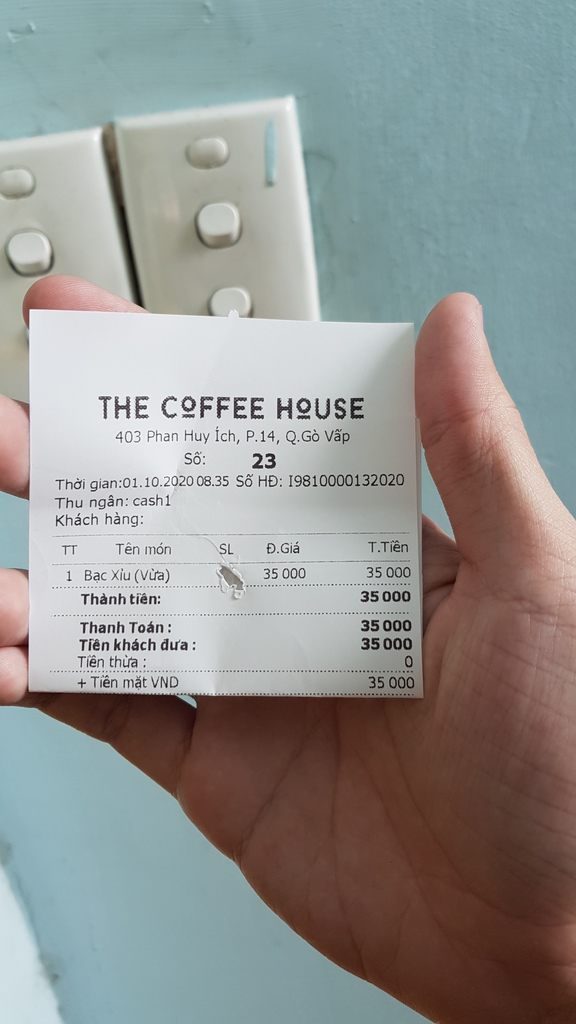 THE COFFEE HOUSE
403 Phan Huy Ích, P.14, Q.Gò Vấp
Số: 23
Thời gian:01.10.2020 08.35 Số HĐ: I9810000132020
Thu ngân: cash1
Khách hàng:
TT Tên món SL Đ.Giá T.Tiền
1 Bạc Xỉu (Vừa) 35 000 35 000
Thành tiền: 35 000
Thanh Toán : 35 000
Tiền khách đưa : 35 000
Tiền thừa : 0
+ Tiền mặt VND 35 000